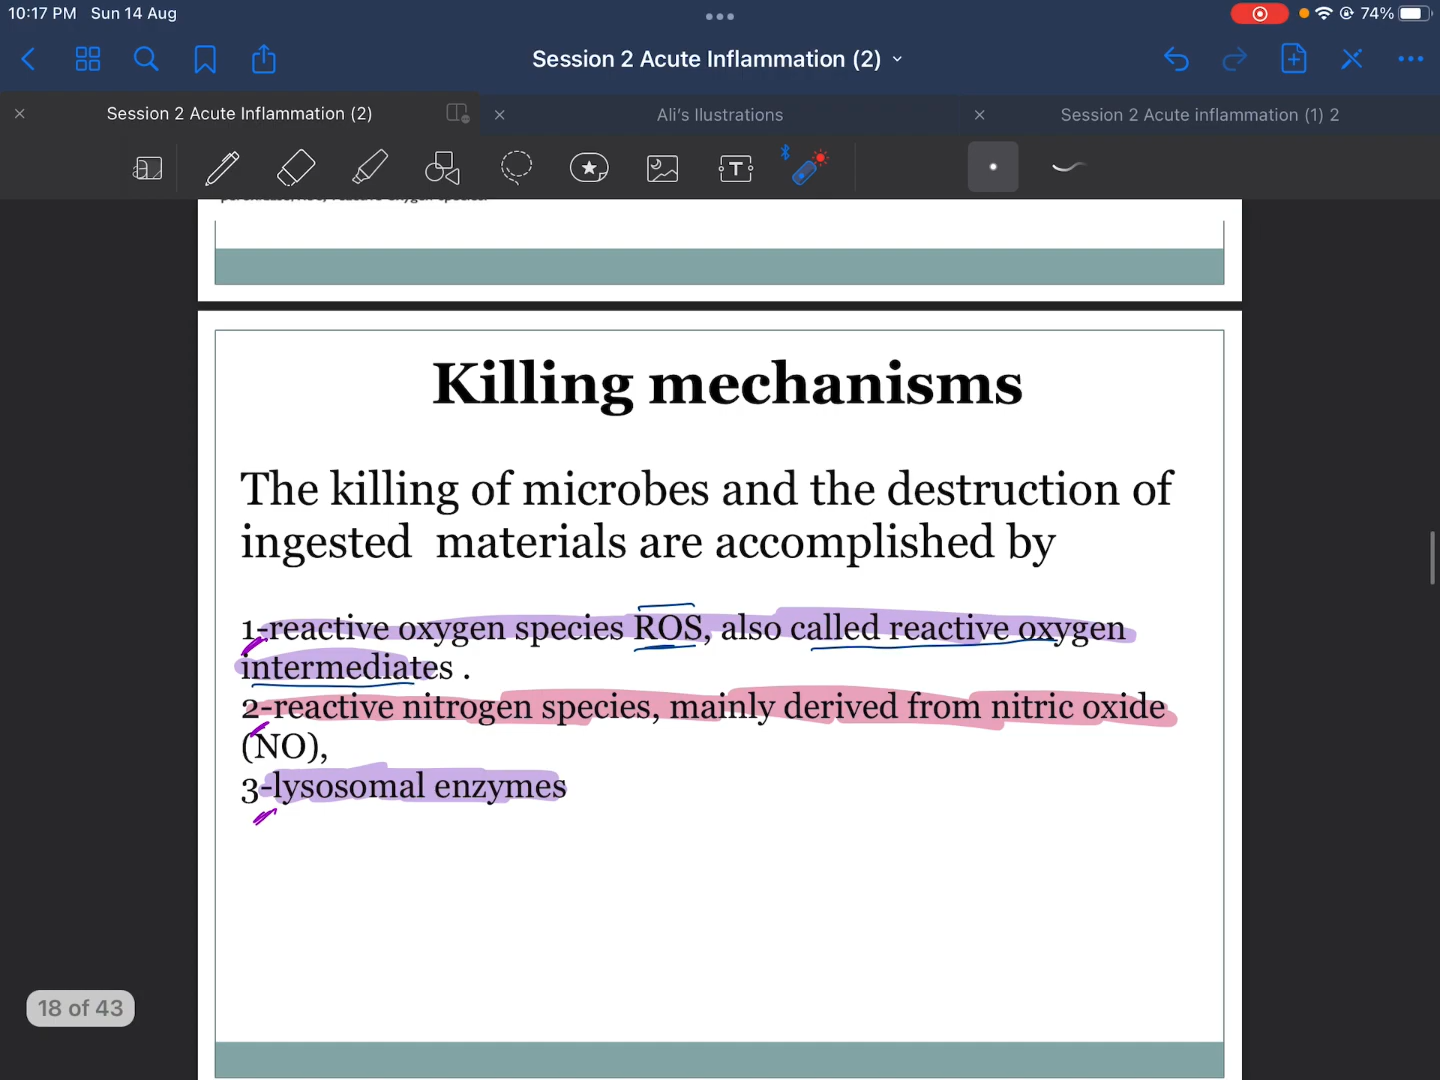 10:17 PM Sun 14 Aug
74%
Session 2 Acute Inflammation (2)
Session 2 Acute Inflammation (2)
Ali's Ilustrations
Session 2 Acute inflammation (1) 2
Killing mechanisms
The killing of microbes and the destruction of
ingested materials are accomplished by
1-reactive oxygen species ROS, also called reactive oxygen
intermediates .
2-reactive nitrogen species, mainly derived from nitric oxide
(NO),
3-lysosomal enzymes
18 of 43